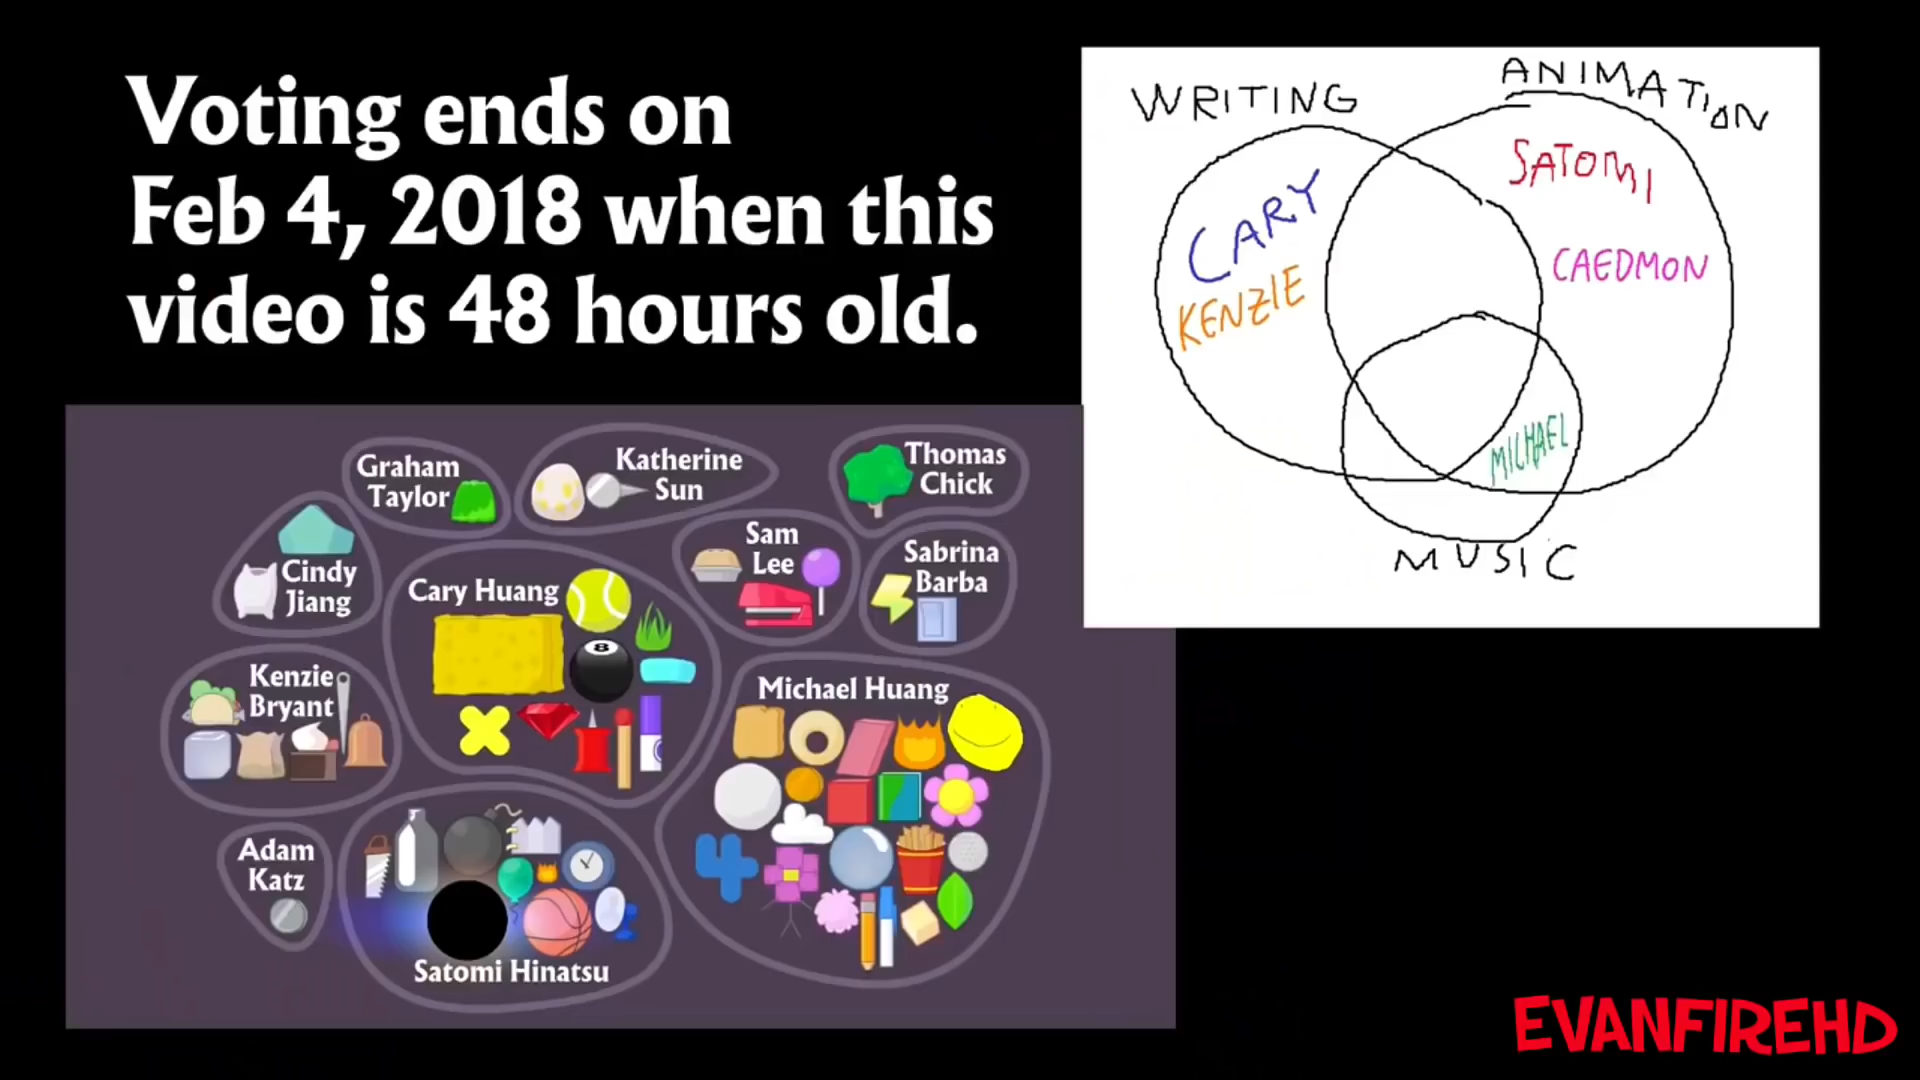 Voting ends on
Feb 4, 2018 when this
video is 48 hours old.
WRITING
ANIMATION
SATOMI
CARY
CAEDMON
KENZIE
MICHAEL
MUSIC
Graham
Taylor
Katherine
Sun
Thomas
Chick
Cindy
Jiang
Cary Huang
Sam
Lee
Sabrina
Barba
Kenzie
Bryant
8
Michael Huang
4
Adam
Katz
Satomi Hinatsu
EVANFIREHD